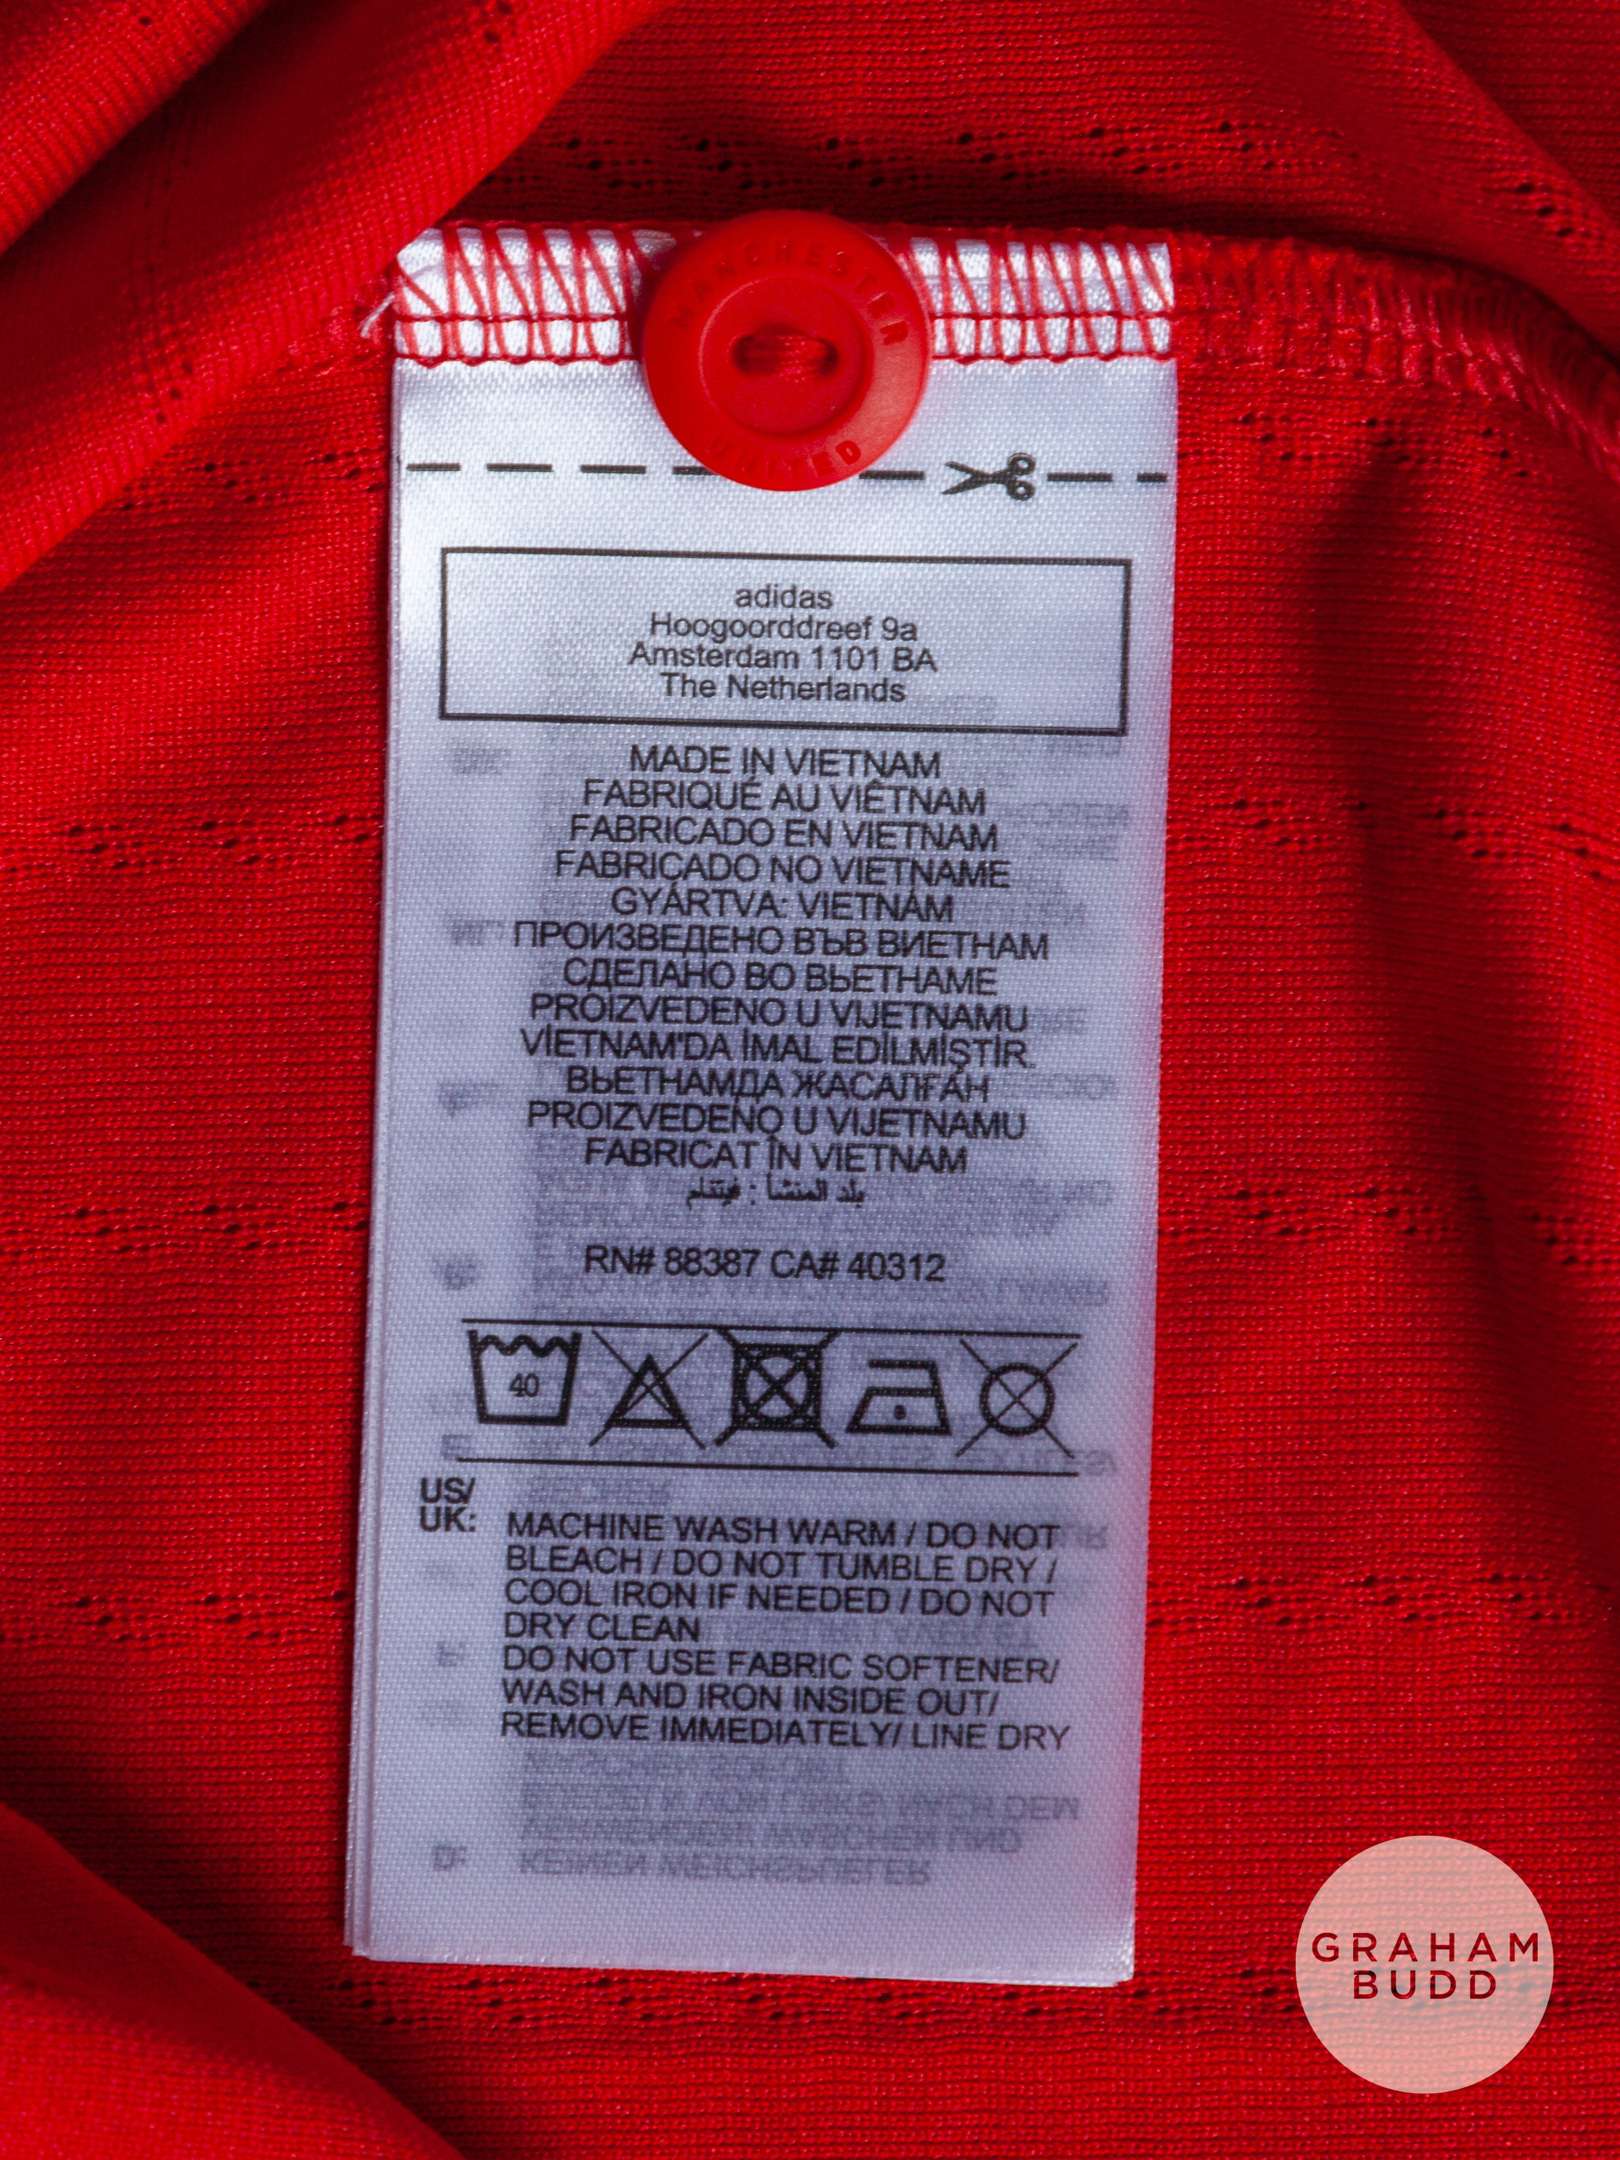 MANCHESTER
UNITED
adidas
Hoogoorddreef 9a
Amsterdam 1101 BA
The Netherlands
MADE IN VIETNAM
FABRIQUÉ AU VIÊTNAM
FABRICADO EN VIETNAM
FABRICADO NO VIETNAME
GYÁRTVA: VIETNÁM
ПРОИЗВЕДЕНО ВЪВ ВИЕТНАМ
СДЕЛАНО ВО ВЬЕТНАМЕ
PROIZVEDENO U VIJETNAMU
VİETNAM'DA İMAL EDİLMİŞTİR.
ВЬЕТНАМДА ЖАСАЛҒАН
PROIZVEDENO U VIJETNAMU
FABRICAT ÎN VIETNAM
بلد المنشأ : فيتنام
RN# 88387 CA# 40312
40
US/
UK:
MACHINE WASH WARM / DO NOT
BLEACH / DO NOT TUMBLE DRY /
COOL IRON IF NEEDED / DO NOT
DRY CLEAN
DO NOT USE FABRIC SOFTENER/
WASH AND IRON INSIDE OUT/
REMOVE IMMEDIATELY/ LINE DRY
GRAHAM
BUDD